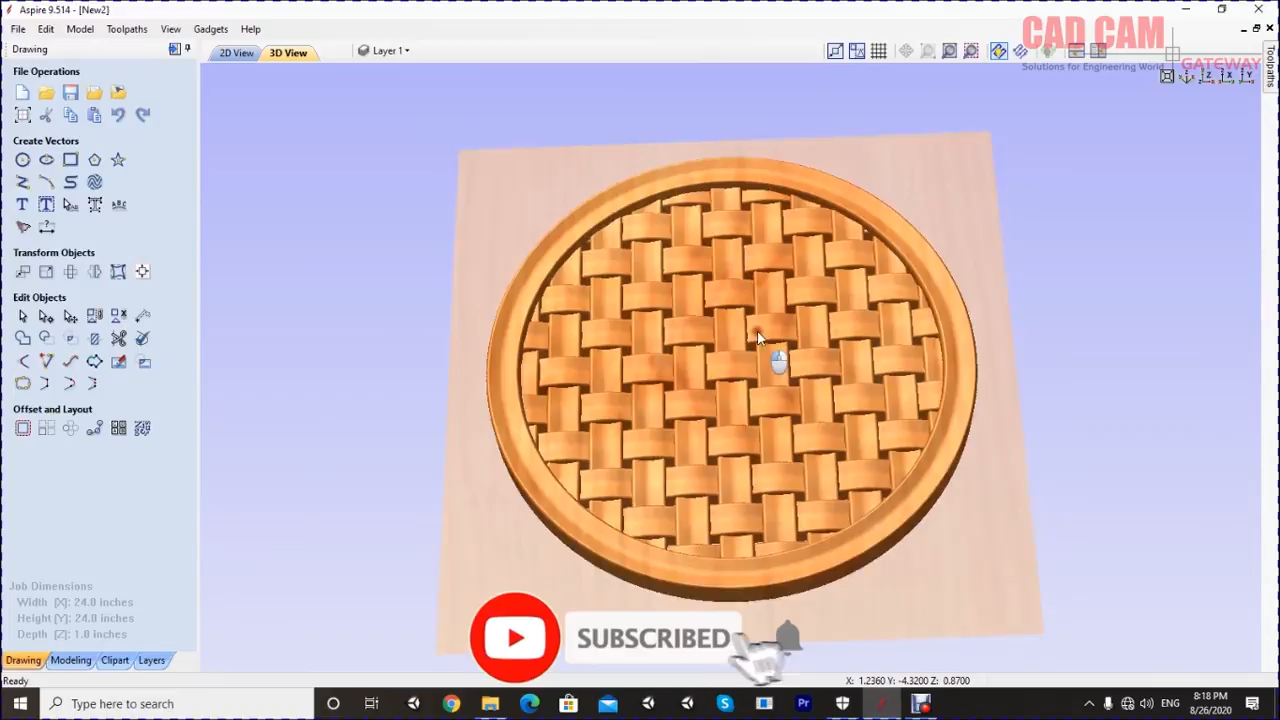 Aspire 9.514 - [New2]
CAD CAM
GATEWAY
Solutions for Engineering World
File Edit Model Toolpaths View Gadgets Help
Drawing
2D View 3D View Layer 1
Toolpaths
File Operations
Create Vectors
Transform Objects
Edit Objects
Offset and Layout
Job Dimensions
Width [X]: 24.0 inches
Height [Y]: 24.0 inches
Depth [Z]: 1.0 inches
SUBSCRIBED
Drawing Modeling Clipart Layers
Ready
X: 1.2360 Y: -4.3200 Z: 0.8700
Type here to search
ENG
8:18 PM
8/26/2020